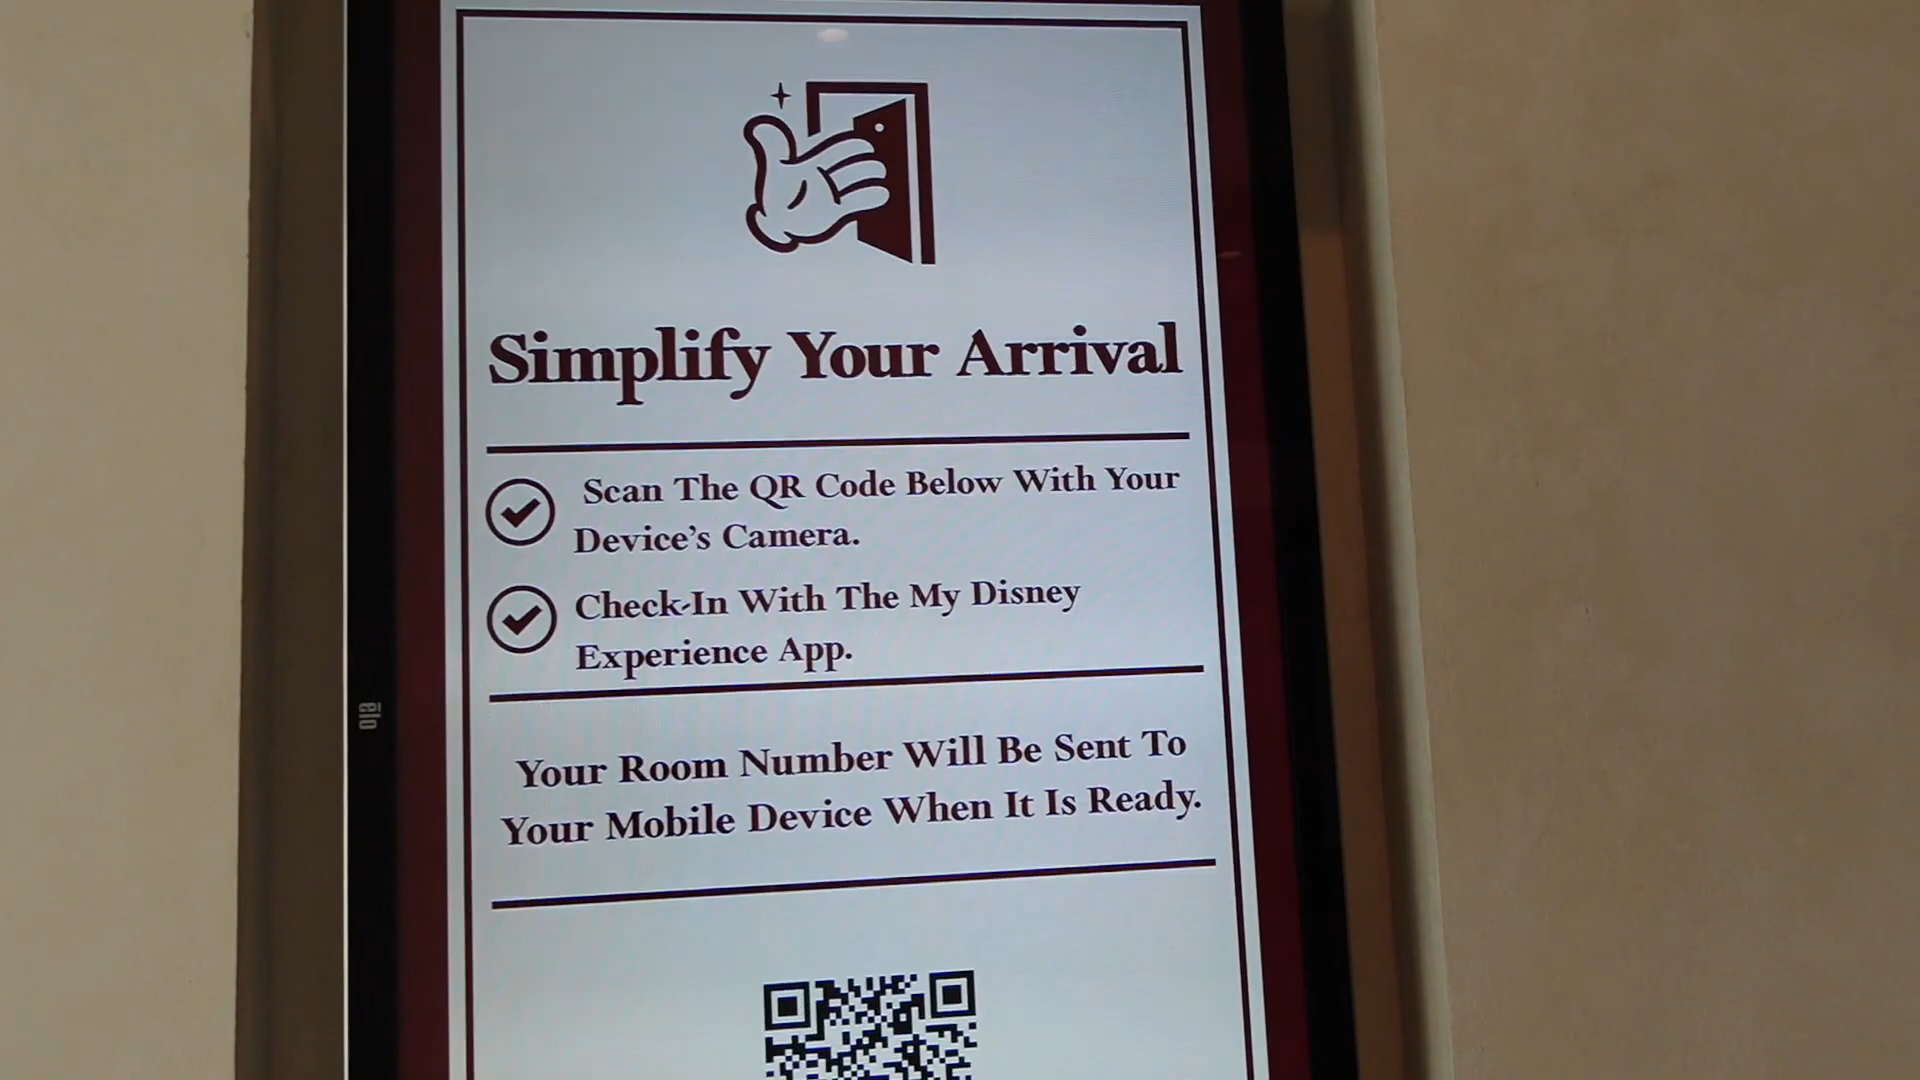 Simplify Your Arrival
Scan The QR Code Below With Your
Device's Camera.
Check-In With The My Disney
Experience App.
Your Room Number Will Be Sent To
Your Mobile Device When It Is Ready.
elo